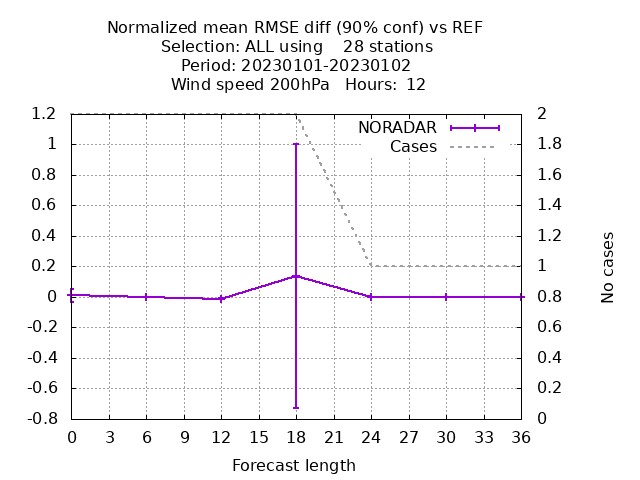 Normalized mean RMSE diff (90% conf) vs REF
Selection: ALL using    28 stations
Period: 20230101-20230102
Wind speed 200hPa   Hours:  12
NORADAR
Cases
1.2
1
0.8
0.6
0.4
0.2
0
-0.2
-0.4
-0.6
-0.8
2
1.8
1.6
1.4
1.2
1
0.8
0.6
0.4
0.2
0
No cases
0 3 6 9 12 15 18 21 24 27 30 33 36
Forecast length